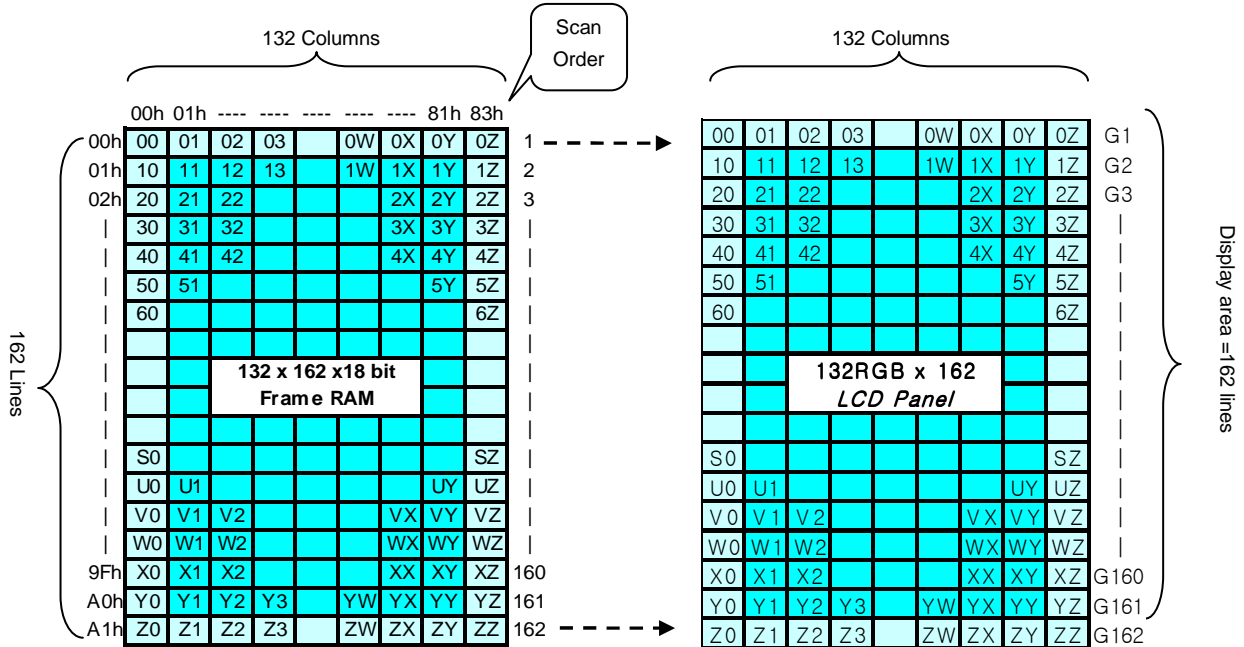 Scan
Order
132 Columns
132 Columns
00h 01h ---- ---- ---- ---- ---- 81h 83h
00h 00 01 02 03 0W 0X 0Y 0Z 1
01h 10 11 12 13 1W 1X 1Y 1Z 2
02h 20 21 22 2X 2Y 2Z 3
30 31 32 3X 3Y 3Z
40 41 42 4X 4Y 4Z
50 51 5Y 5Z
60 6Z
132 x 162 x18 bit
Frame RAM
S0 SZ
U0 U1 UY UZ
V0 V1 V2 VX VY VZ
W0 W1 W2 WX WY WZ
9Fh X0 X1 X2 XX XY XZ 160
A0h Y0 Y1 Y2 Y3 YW YX YY YZ 161
A1h Z0 Z1 Z2 Z3 ZW ZX ZY ZZ 162
162 Lines
00 01 02 03 0W 0X 0Y 0Z G1
10 11 12 13 1W 1X 1Y 1Z G2
20 21 22 2X 2Y 2Z G3
30 31 32 3X 3Y 3Z
40 41 42 4X 4Y 4Z
50 51 5Y 5Z
60 6Z
132RGB x 162
LCD Panel
S0 SZ
U0 U1 UY UZ
V0 V1 V2 VX VY VZ
W0 W1 W2 WX WY WZ
X0 X1 X2 XX XY XZ G160
Y0 Y1 Y2 Y3 YW YX YY YZ G161
Z0 Z1 Z2 Z3 ZW ZX ZY ZZ G162
Display area =162 lines